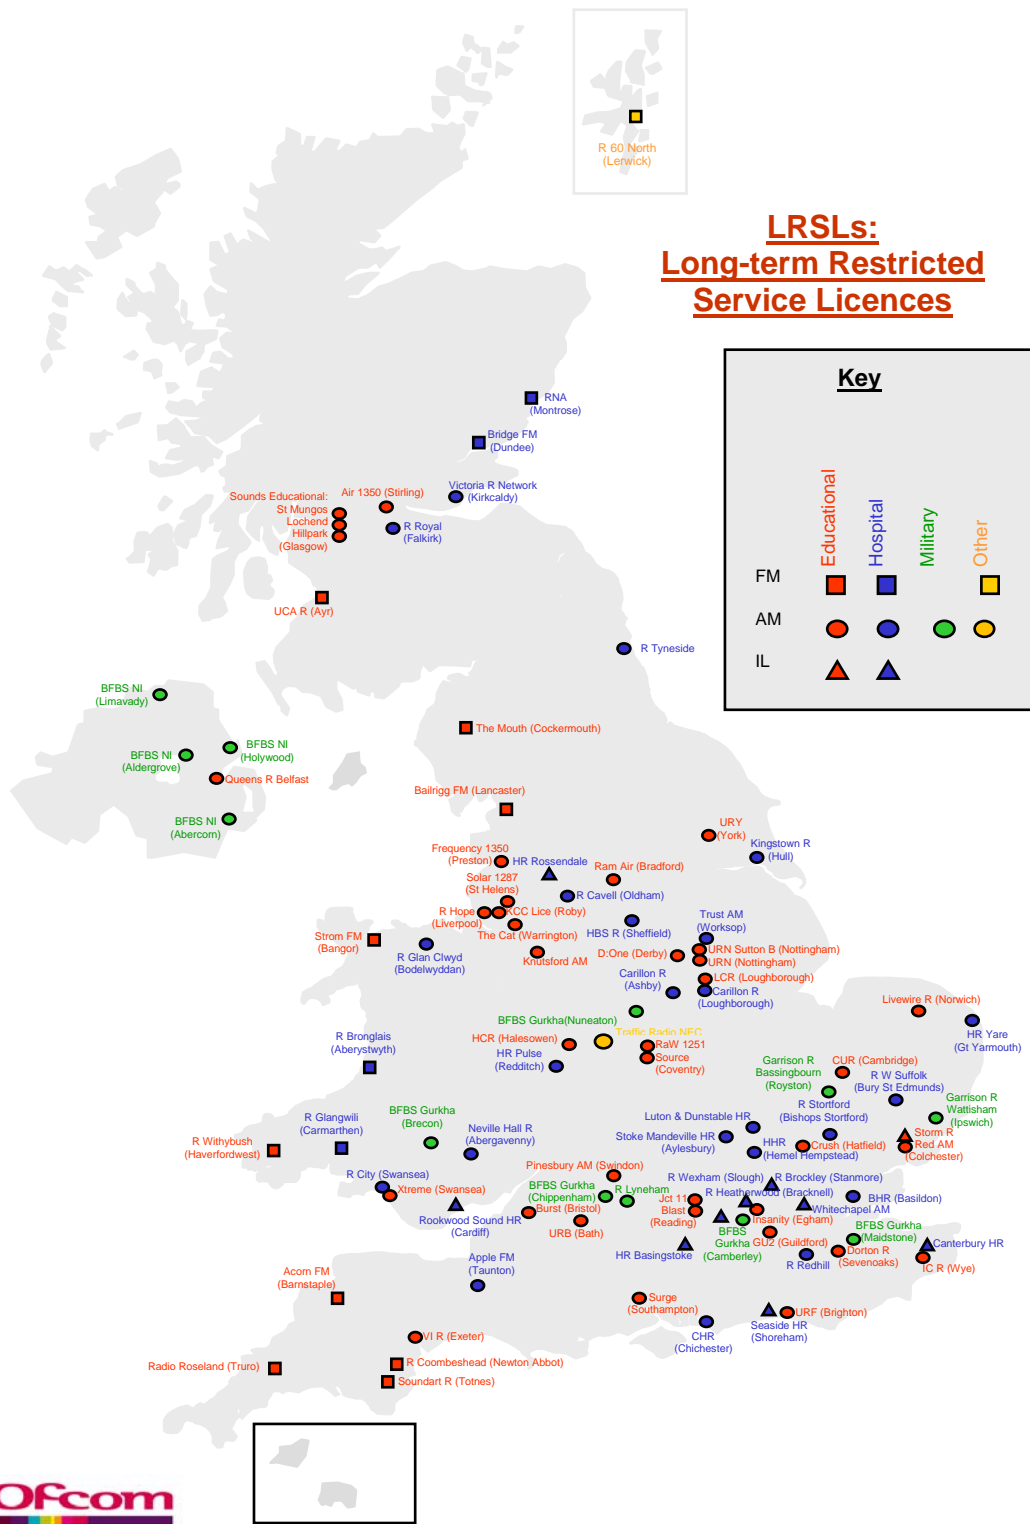 R 60 North
(Lerwick)
LRSLs:
Long-term Restricted
Service Licences
Key
Educational
Hospital
Military
Other
FM
AM
IL
RNA
(Montrose)
Bridge FM
(Dundee)
Victoria R Network
(Kirkcaldy)
Air 1350 (Stirling)
Sounds Educational:
St Mungos
Lochend
Hillpark
(Glasgow)
R Royal
(Falkirk)
UCA R (Ayr)
R Tyneside
BFBS NI
(Limavady)
BFBS NI
(Holywood)
BFBS NI
(Aldergrove)
Queens R Belfast
BFBS NI
(Abercorn)
The Mouth (Cockermouth)
Bailrigg FM (Lancaster)
URY
(York)
Kingstown R
(Hull)
Frequency 1350
(Preston)
HR Rossendale
Ram Air (Bradford)
Solar 1287
(St Helens)
R Cavell (Oldham)
R Hope
(Liverpool)
KCC Lice (Roby)
The Cat (Warrington)
HBS R (Sheffield)
Trust AM
(Worksop)
Strom FM
(Bangor)
R Glan Clwyd
(Bodelwyddan)
Knutsford AM
D:One (Derby)
URN Sutton B (Nottingham)
URN (Nottingham)
Carillon R
(Ashby)
LCR (Loughborough)
Carillon R
(Loughborough)
Livewire R (Norwich)
HR Yare
(Gt Yarmouth)
BFBS Gurkha(Nuneaton)
Traffic Radio NEC
HCR (Halesowen)
HR Pulse
(Redditch)
RaW 1251
Source
(Coventry)
R Bronglais
(Aberystwyth)
Garrison R
Bassingbourn
(Royston)
CUR (Cambridge)
R W Suffolk
(Bury St Edmunds)
Garrison R
Wattisham
(Ipswich)
R Stortford
(Bishops Stortford)
Luton & Dunstable HR
Stoke Mandeville HR
(Aylesbury)
HHR
(Hemel Hempstead)
Crush (Hatfield)
Storm R
Red AM
(Colchester)
R Glangwili
(Carmarthen)
BFBS Gurkha
(Brecon)
Neville Hall R
(Abergavenny)
R Withybush
(Haverfordwest)
R City (Swansea)
Xtreme (Swansea)
Rookwood Sound HR
(Cardiff)
Pinesbury AM (Swindon)
BFBS Gurkha
(Chippenham)
R Lyneham
Burst (Bristol)
URB (Bath)
R Wexham (Slough)
R Brockley (Stanmore)
R Heatherwood (Bracknell)
Jct 11
Blast
(Reading)
Whitechapel AM
BHR (Basildon)
Insanity (Egham)
BFBS
Gurkha
(Camberley)
GU2 (Guildford)
BFBS Gurkha
(Maidstone)
HR Basingstoke
R Redhill
Dorton R
(Sevenoaks)
Canterbury HR
IC R (Wye)
Apple FM
(Taunton)
Acorn FM
(Barnstaple)
Surge
(Southampton)
CHR
(Chichester)
URF (Brighton)
Seaside HR
(Shoreham)
VI R (Exeter)
R Coombeshead (Newton Abbot)
Radio Roseland (Truro)
Soundart R (Totnes)
Ofcom